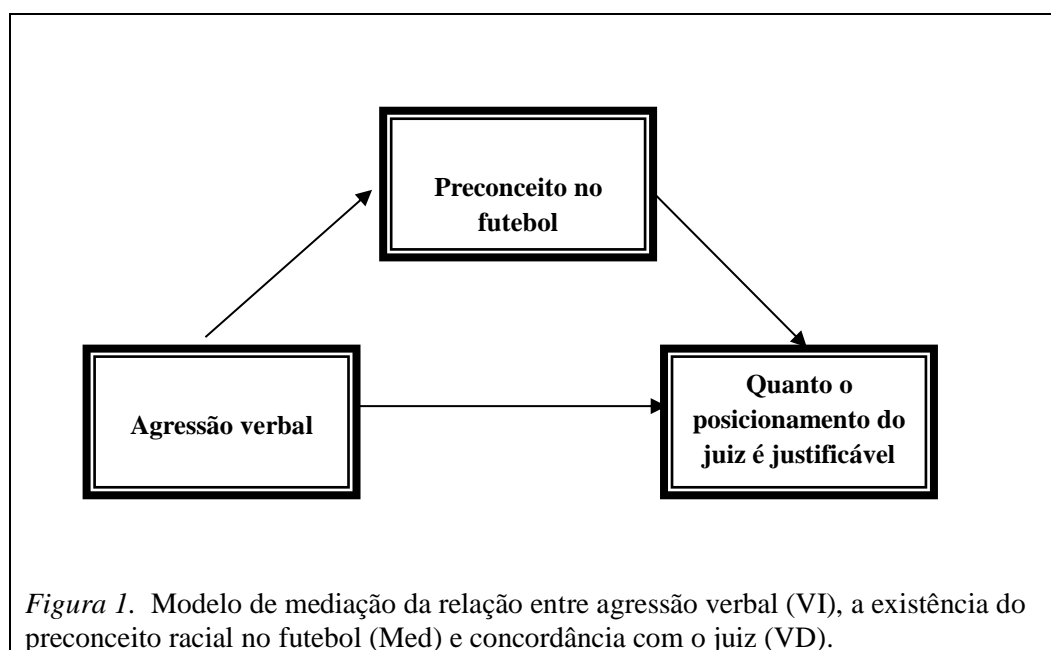 Preconceito no
futebol
Agressão verbal
Quanto o
posicionamento do
juiz é justificável
Figura 1. Modelo de mediação da relação entre agressão verbal (VI), a existência do
preconceito racial no futebol (Med) e concordância com o juiz (VD).